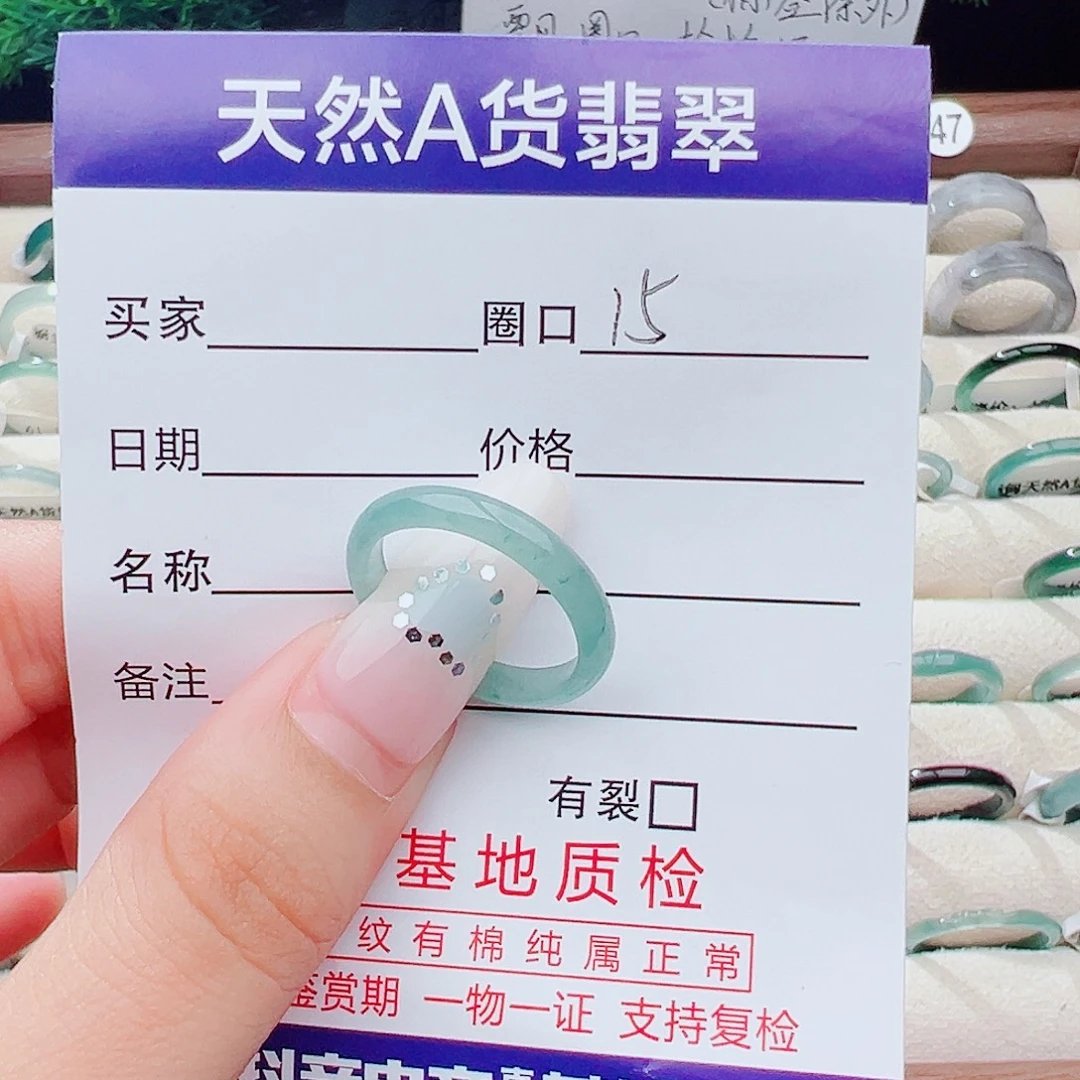 天然A货翡翠
买家 圈口 15
日期 价格
名称
备注
有裂
基地质检
纹有棉纯属正常
鉴赏期 一物一证 支持复检
47